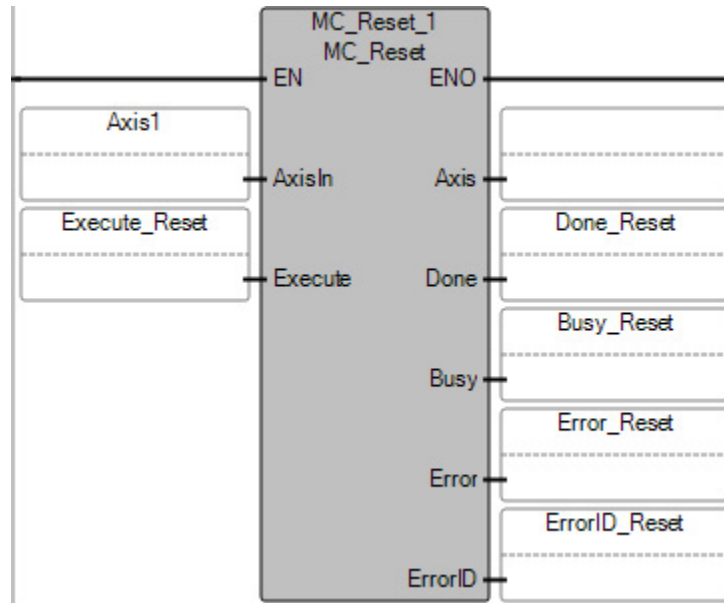 MC_Reset_1
MC_Reset
EN ENO
Axis1
AxisIn Axis
Execute_Reset Done_Reset
Execute Done
Busy_Reset
Busy
Error_Reset
Error
ErrorID_Reset
ErrorID